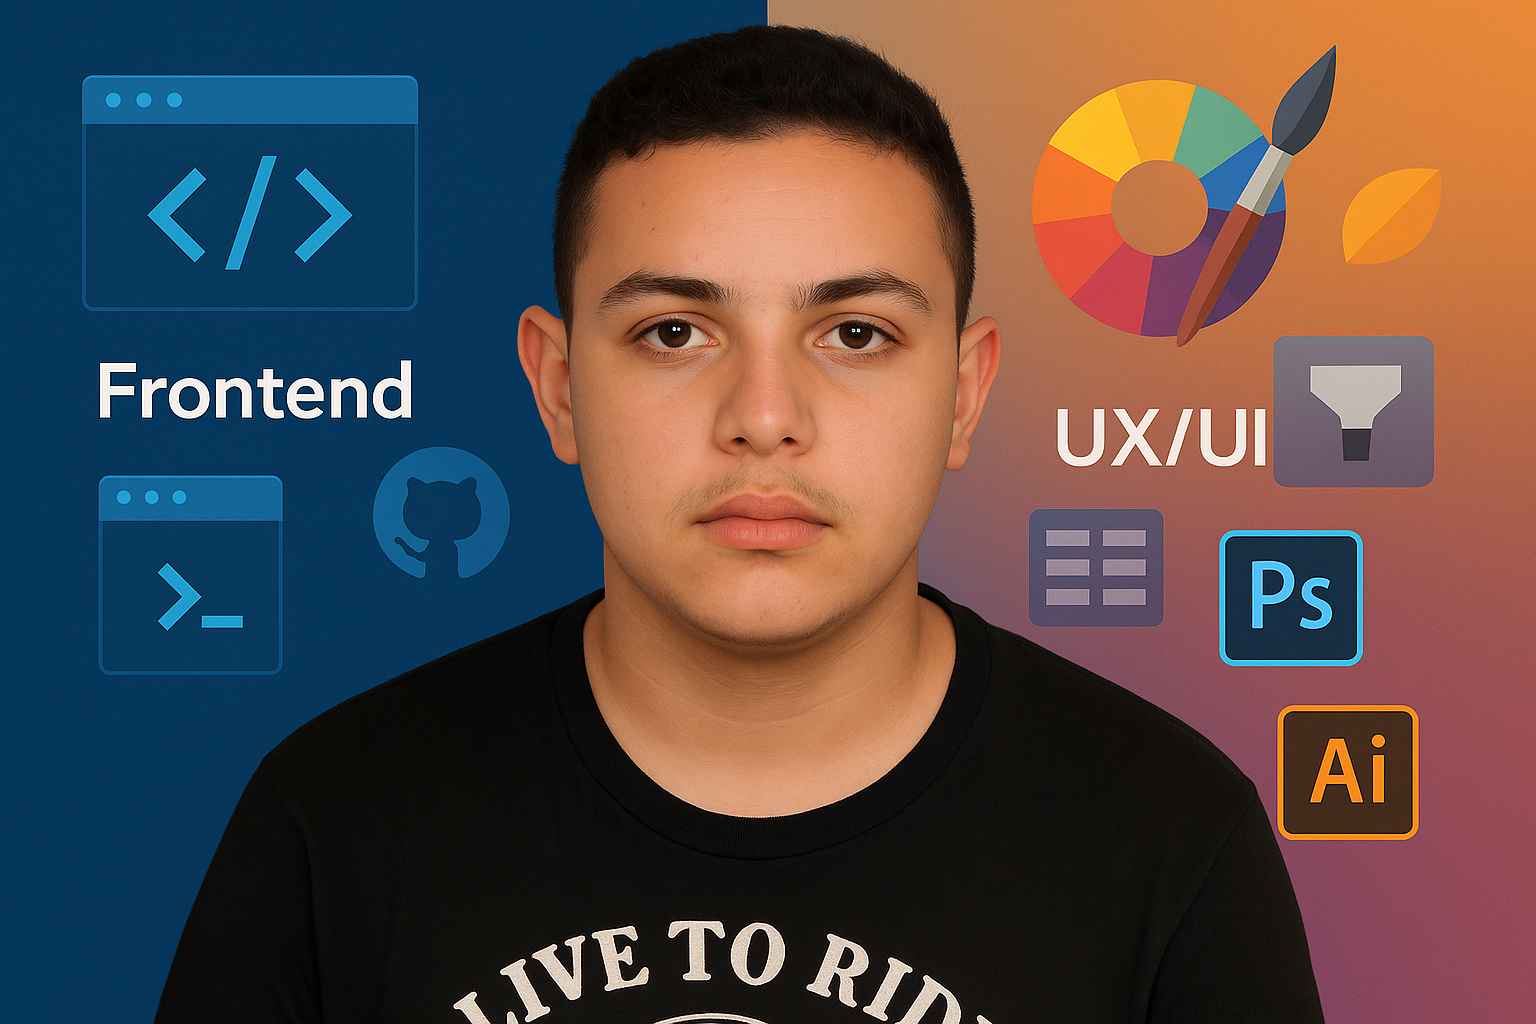 </>
Frontend
>_
UX/UI
Ps
Ai
LIVE TO RID